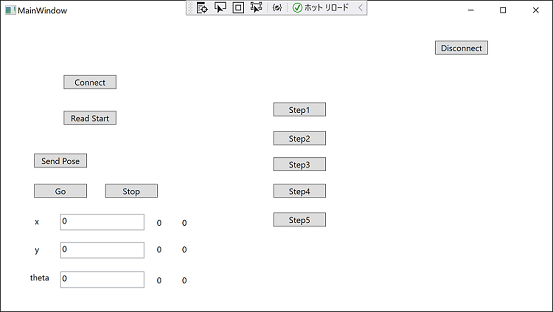 MainWindow
ホット リロード
Disconnect
Connect
Step1
Read Start
Step2
Send Pose
Step3
Go
Stop
Step4
x
0
0
0
Step5
y
0
0
0
theta
0
0
0